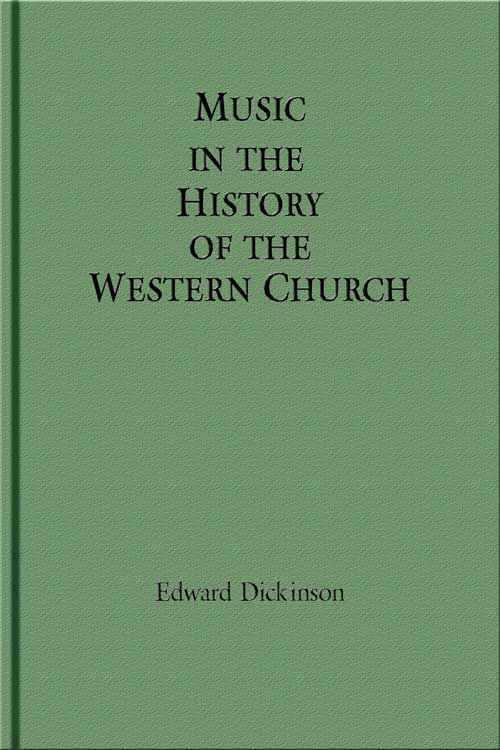 MUSIC
IN THE
HISTORY
OF THE
WESTERN CHURCH
Edward Dickinson